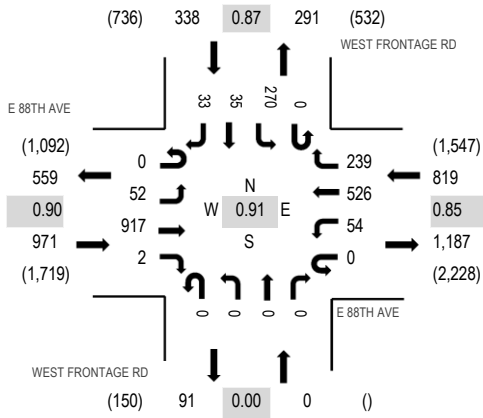 (736) 338 0.87 291 (532)
WEST FRONTAGE RD
33 35 270 0
E 88TH AVE
(1,092) (1,547)
559 0 239 819
0.90 52 N 526 0.85
W 0.91 E
971 917 S 54 1,187
(1,719) 2 0 (2,228)
0 0 0 0
E 88TH AVE
WEST FRONTAGE RD
(150) 91 0.00 0 ()